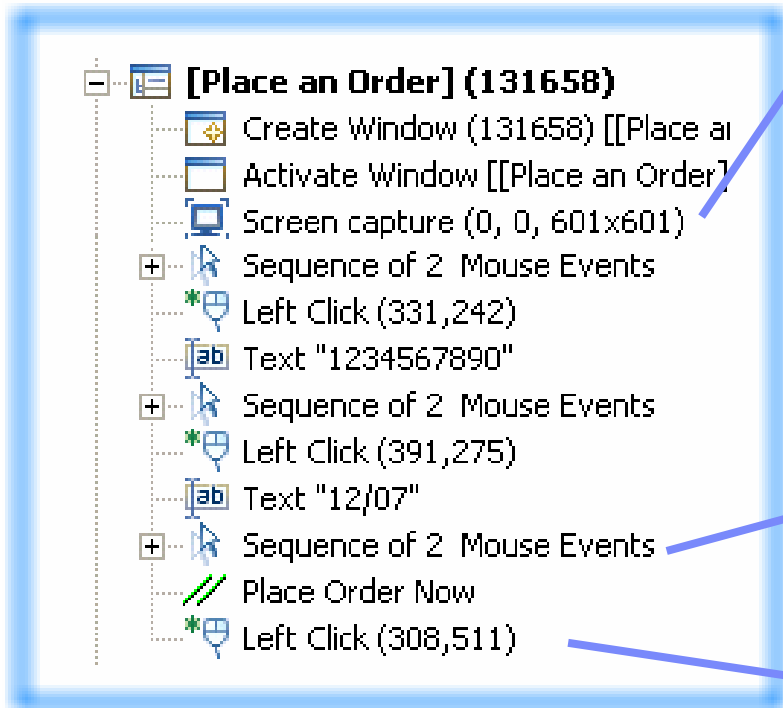 [Place an Order] (131658)
Create Window (131658) [[Place ar
Activate Window [[Place an Order]
Screen capture (0, 0, 601x601)
Sequence of 2 Mouse Events
Left Click (331,242)
ab Text "1234567890"
Sequence of 2 Mouse Events
Left Click (391,275)
ab Text "12/07"
Sequence of 2 Mouse Events
Place Order Now
Left Click (308,511)